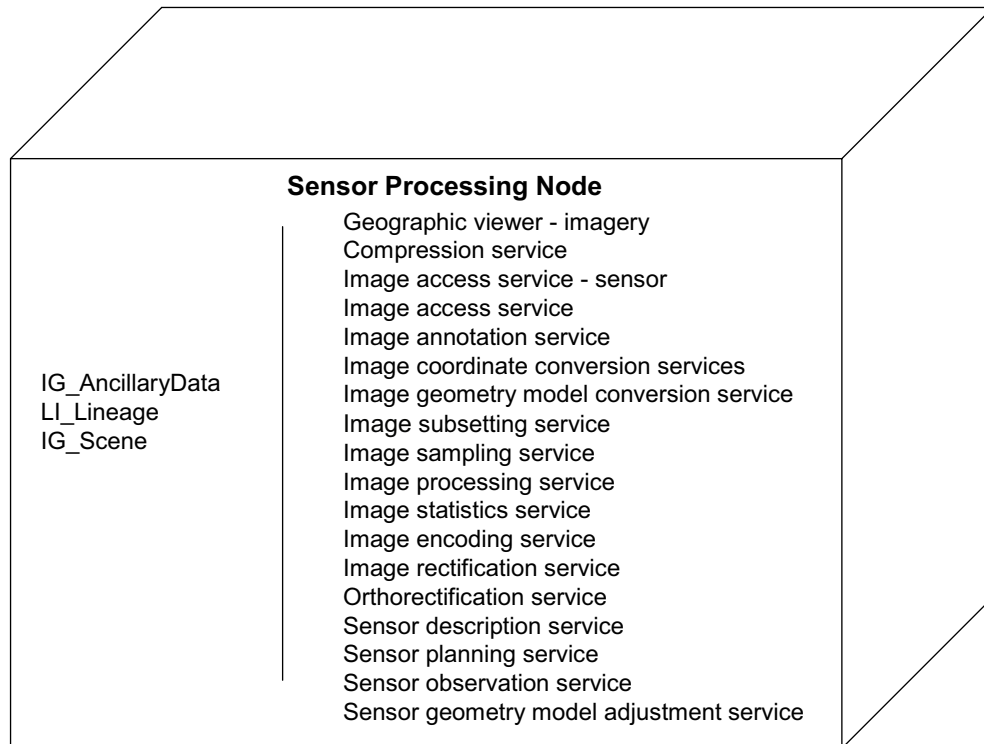 Sensor Processing Node
IG_AncillaryData
LI_Lineage
IG_Scene
Geographic viewer - imagery
Compression service
Image access service - sensor
Image access service
Image annotation service
Image coordinate conversion services
Image geometry model conversion service
Image subsetting service
Image sampling service
Image processing service
Image statistics service
Image encoding service
Image rectification service
Orthorectification service
Sensor description service
Sensor planning service
Sensor observation service
Sensor geometry model adjustment service